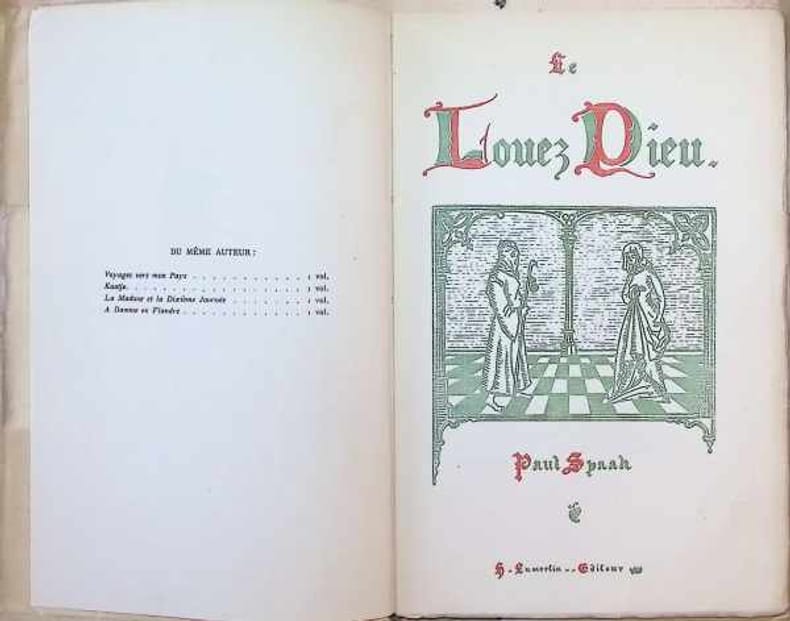 DU MÊME AUTEUR :
Voyages vers mon Pays . . . . . . . . . . . . 1 vol.
Kaatje. . . . . . . . . . . . . . . . . . 1 vol.
La Madone et la Dixième Journée . . . . . . . 1 vol.
A Damme en Flandre . . . . . . . . . . . . . 1 vol.
Le
Louez Dieu.
Paul Spaak
H. Lamertin -- Editeur